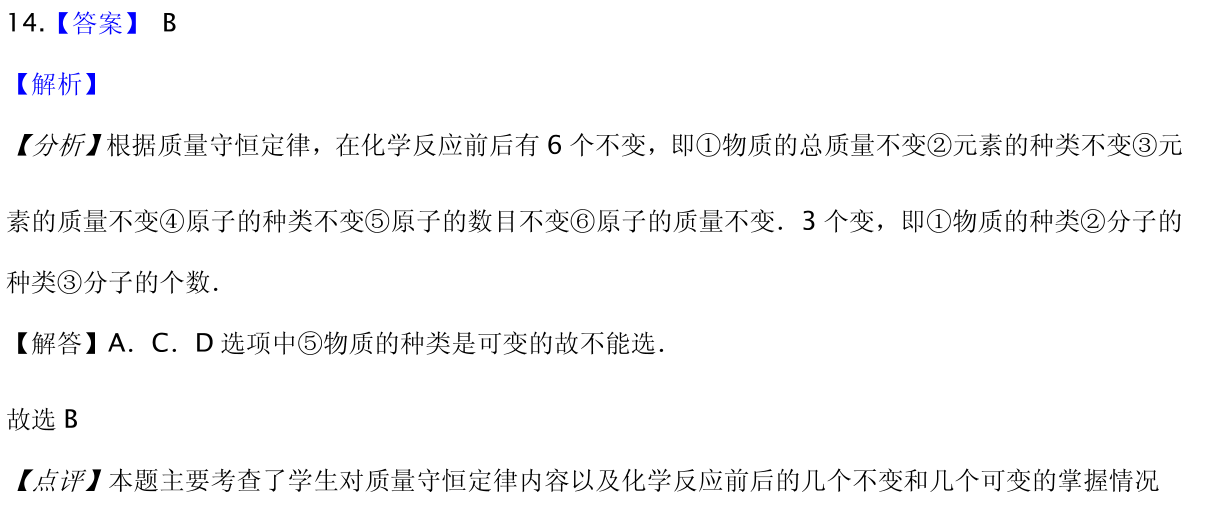 14.【答案】 B
【解析】
【分析】根据质量守恒定律，在化学反应前后有 6 个不变，即①物质的总质量不变②元素的种类不变③元
素的质量不变④原子的种类不变⑤原子的数目不变⑥原子的质量不变．3 个变，即①物质的种类②分子的
种类③分子的个数．
【解答】A．C．D 选项中⑤物质的种类是可变的故不能选．
故选 B
【点评】本题主要考查了学生对质量守恒定律内容以及化学反应前后的几个不变和几个可变的掌握情况